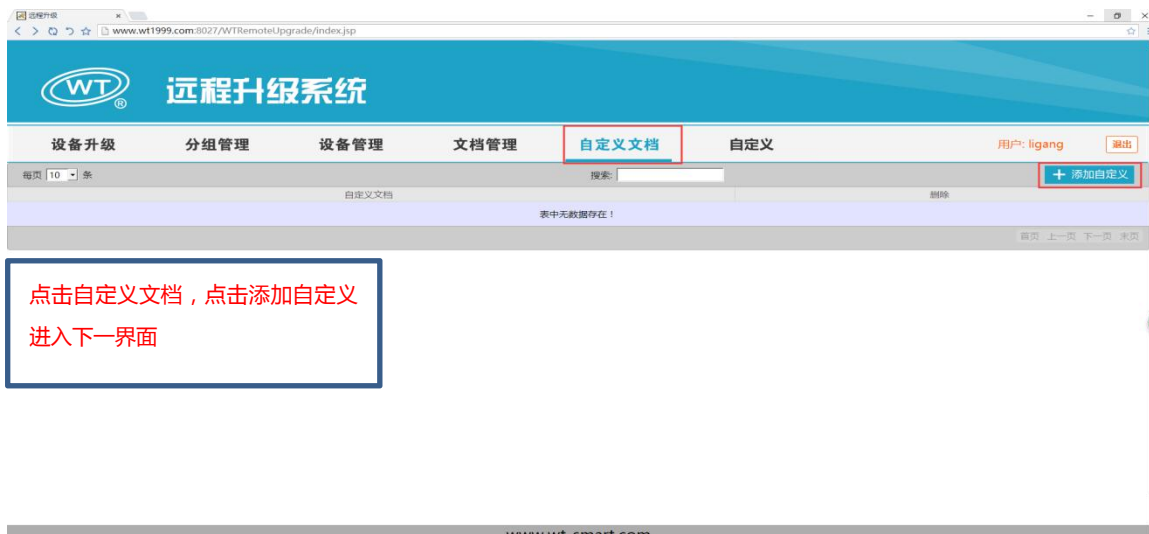 远程升级
www.wt1999.com:8027/WTRemoteUpgrade/index.jsp
WT ® 远程升级系统
设备升级 分组管理 设备管理 文档管理 自定义文档 自定义 用户: ligang 退出
每页 10 条 搜索: + 添加自定义
自定义文档 删除
表中无数据存在！
首页 上一页 下一页 末页
点击自定义文档，点击添加自定义
进入下一界面
www.wt-smart.com